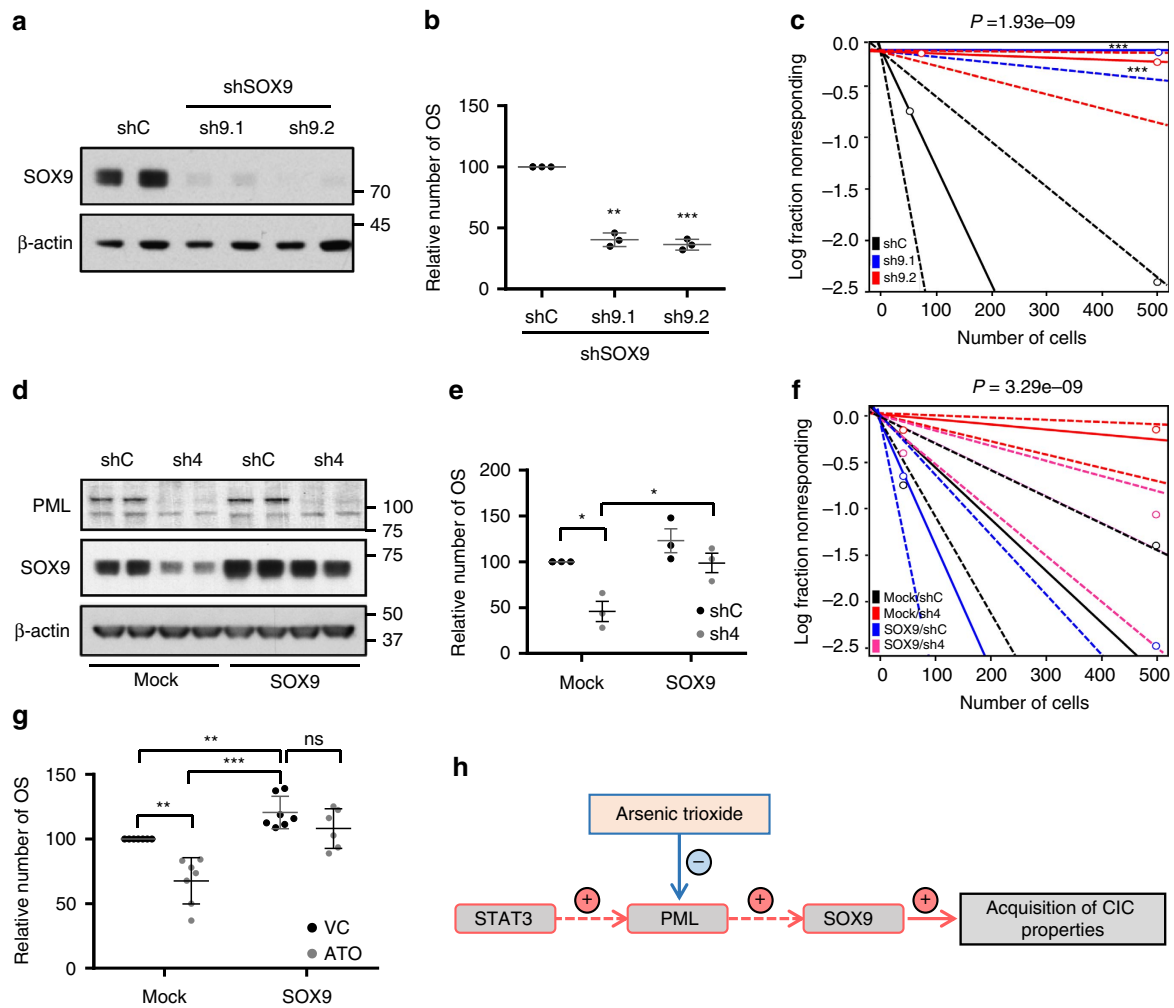 a
shSOX9
shC sh9.1 sh9.2
SOX9
70
45
β-actin
b
Relative number of OS
150
100
50
0
**
***
shC sh9.1 sh9.2
shSOX9
c
P =1.93e–09
Log fraction nonresponding
0.0
–0.5
–1.0
–1.5
–2.0
–2.5
***
***
shC
sh9.1
sh9.2
0 100 200 300 400 500
Number of cells
d
shC sh4 shC sh4
PML
100
75
SOX9
75
β-actin
50
37
Mock SOX9
e
Relative number of OS
200
150
100
50
0
*
*
shC
sh4
Mock SOX9
f
P = 3.29e–09
Log fraction nonresponding
0.0
–0.5
–1.0
–1.5
–2.0
–2.5
Mock/shC
Mock/sh4
SOX9/shC
SOX9/sh4
0 100 200 300 400 500
Number of cells
g
Relative number of OS
150
100
50
0
** ns
***
**
VC
ATO
Mock SOX9
h
Arsenic trioxide
–
+ + +
STAT3 PML SOX9 Acquisition of CIC
properties